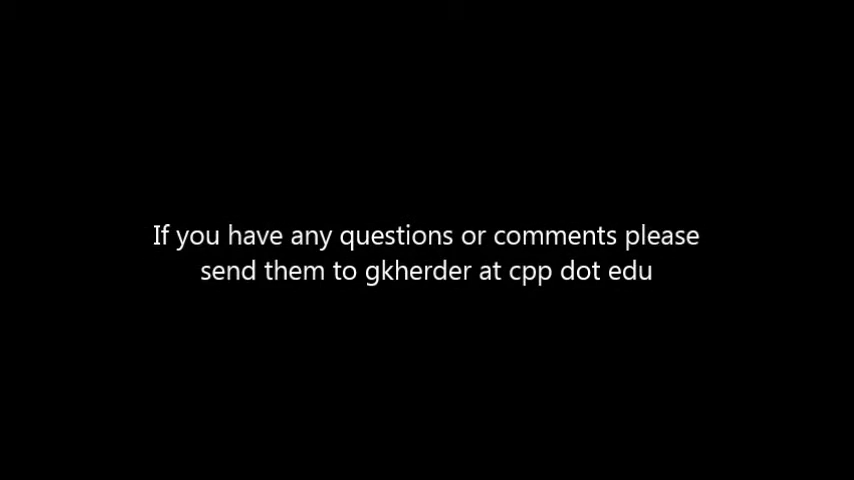 If you have any questions or comments please
send them to gkherder at cpp dot edu